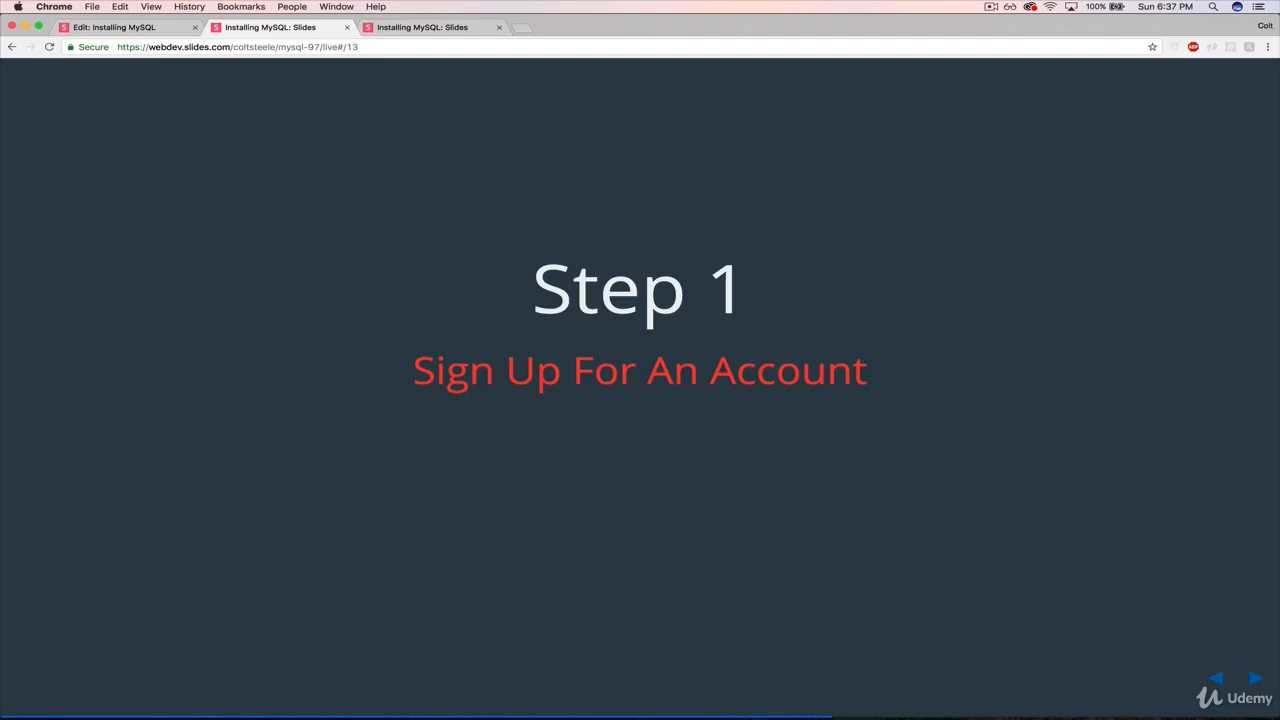 Chrome File Edit View History Bookmarks People Window Help 100% Sun 6:37 PM
Edit: Installing MySQL Installing MySQL: Slides Installing MySQL: Slides Colt
Secure https://webdev.slides.com/coltsteele/mysql-97/live#/13 ABP
Step 1
Sign Up For An Account
Udemy